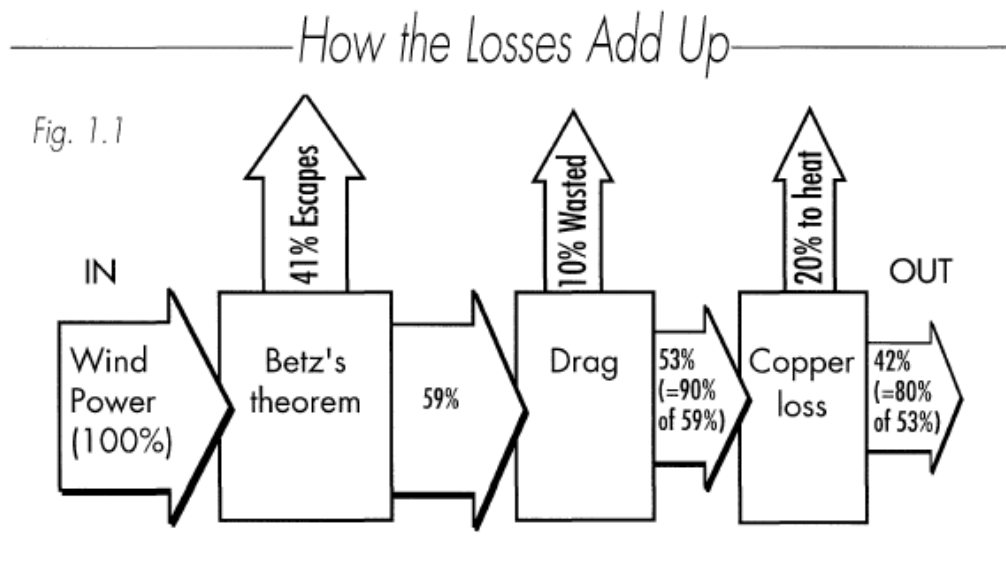 How the Losses Add Up
Fig. 1.1
41% Escapes
10% Wasted
20% to heat
IN
OUT
Wind
Power
(100%)
Betz's
theorem
59%
Drag
53%
(=90%
of 59%)
Copper
loss
42%
(=80%
of 53%)